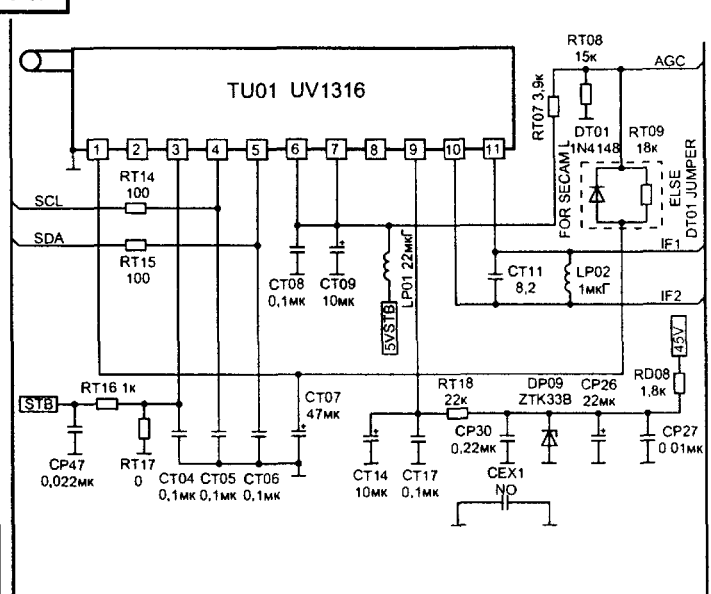 RT08
15к
AGC
TU01 UV1316
RT07 3,9к
DT01
1N4148
RT09
18к
1 2 3 4 5 6 7 8 9 10 11
FOR SECAM L
ELSE
DT01 JUMPER
RT14
100
SCL
SDA
RT15
100
IF1
CT08
0,1мк
CT09
10мк
LP01 22мкГ
5VSTB
CT11
8,2
LP02
1мкГ
IF2
45V
STB
RT16 1к
CT07
47мк
RT18
22к
DP09
ZTK33B
CP26
22мк
RD08
1,8к
CP47
0,022мк
RT17
0
CT04
0,1мк
CT05
0,1мк
CT06
0,1мк
CT14
10мк
CT17
0,1мк
CP30
0,22мк
CP27
0 01мк
CEX1
NO